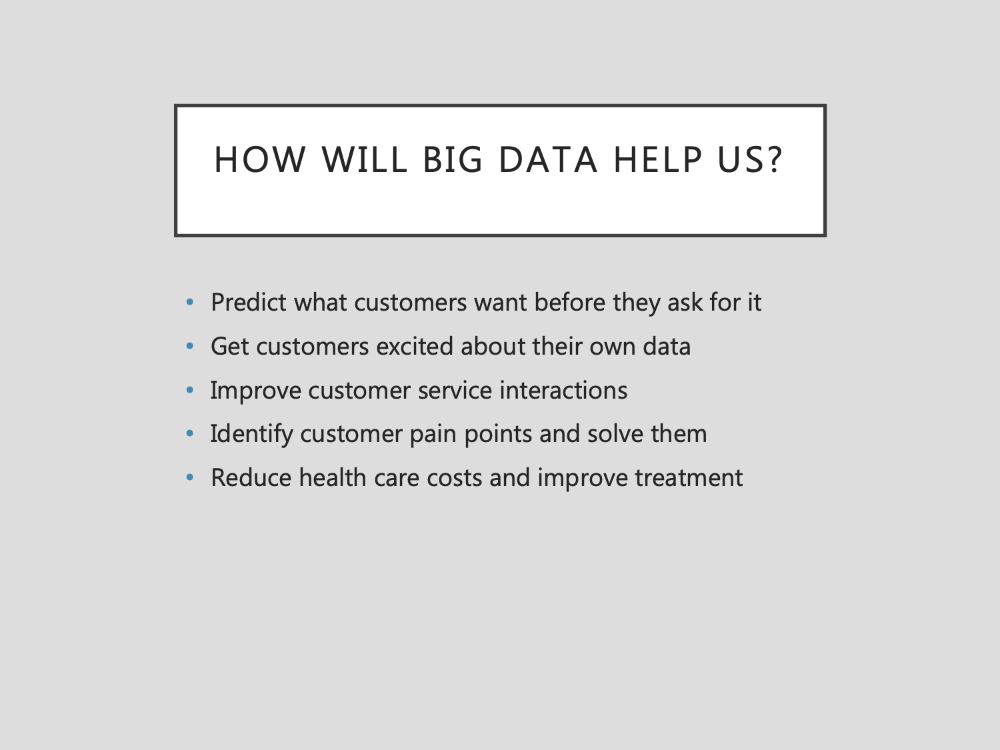 HOW WILL BIG DATA HELP US?
• Predict what customers want before they ask for it
• Get customers excited about their own data
• Improve customer service interactions
• Identify customer pain points and solve them
• Reduce health care costs and improve treatment